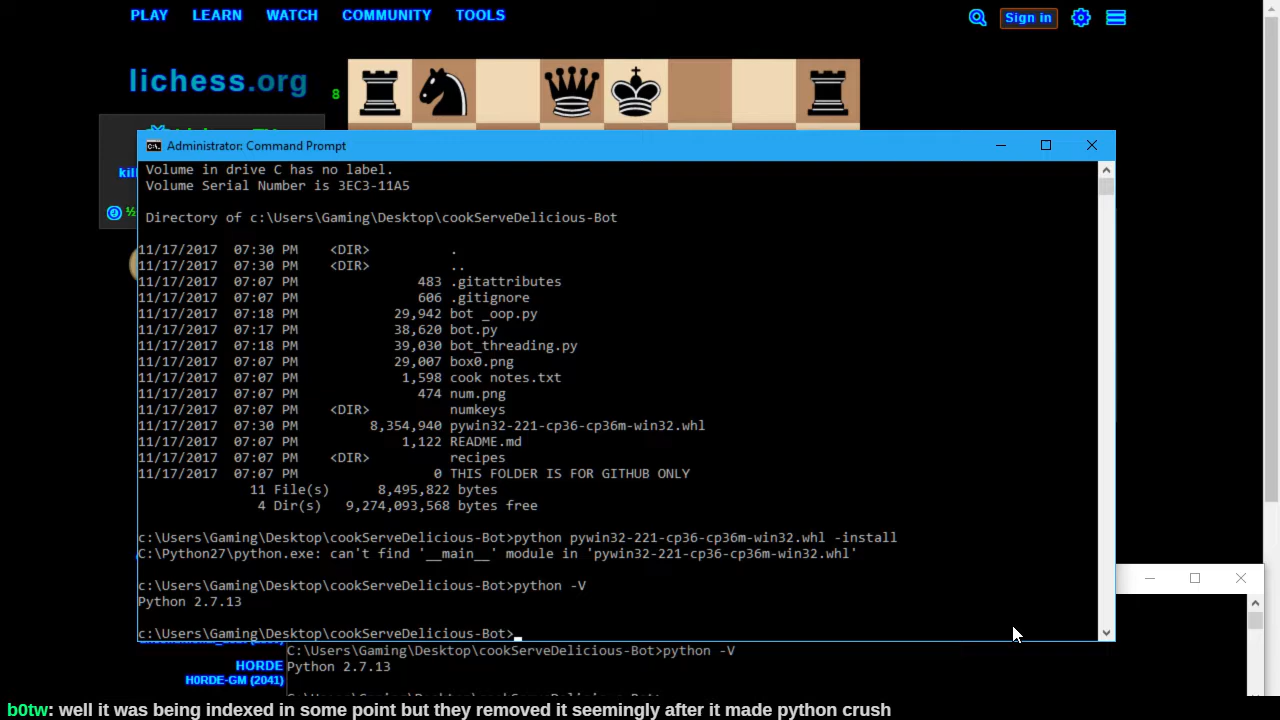 PLAY LEARN WATCH COMMUNITY TOOLS Sign in
lichess.org
8
Administrator: Command Prompt
Volume in drive C has no label.
Volume Serial Number is 3EC3-11A5
Directory of c:\Users\Gaming\Desktop\cookServeDelicious-Bot
11/17/2017 07:30 PM <DIR> .
11/17/2017 07:30 PM <DIR> ..
11/17/2017 07:07 PM 483 .gitattributes
11/17/2017 07:07 PM 606 .gitignore
11/17/2017 07:18 PM 29,942 bot _oop.py
11/17/2017 07:17 PM 38,620 bot.py
11/17/2017 07:18 PM 39,030 bot_threading.py
11/17/2017 07:07 PM 29,007 box0.png
11/17/2017 07:07 PM 1,598 cook notes.txt
11/17/2017 07:07 PM 474 num.png
11/17/2017 07:07 PM <DIR> numkeys
11/17/2017 07:30 PM 8,354,940 pywin32-221-cp36-cp36m-win32.whl
11/17/2017 07:07 PM 1,122 README.md
11/17/2017 07:07 PM <DIR> recipes
11/17/2017 07:07 PM 0 THIS FOLDER IS FOR GITHUB ONLY
11 File(s) 8,495,822 bytes
4 Dir(s) 9,274,093,568 bytes free
c:\Users\Gaming\Desktop\cookServeDelicious-Bot>python pywin32-221-cp36-cp36m-win32.whl -install
C:\Python27\python.exe: can't find '__main__' module in 'pywin32-221-cp36-cp36m-win32.whl'
c:\Users\Gaming\Desktop\cookServeDelicious-Bot>python -V
Python 2.7.13
c:\Users\Gaming\Desktop\cookServeDelicious-Bot>
C:\Users\Gaming\Desktop\cookServeDelicious-Bot>python -V
HORDE Python 2.7.13
H0RDE-GM (2041)
b0tw: well it was being indexed in some point but they removed it seemingly after it made python crush